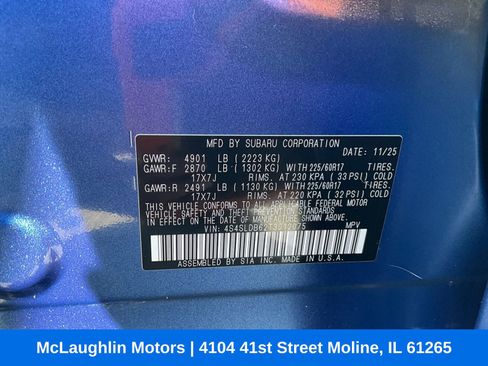 MFD BY SUBARU CORPORATION
GVWR: 4901 LB ( 2223 KG) DATE: 11/25
GAWR:F 2870 LB ( 1302 KG) WITH 225/60R17 TIRES.
17X7J RIMS. AT 230 KPA ( 33 PSI) COLD
GAWR:R 2491 LB ( 1130 KG) WITH 225/60R17 TIRES.
17X7J RIMS. AT 220 KPA ( 32 PSI) COLD
THIS VEHICLE CONFORMS TO ALL APPLICABLE FEDERAL MOTOR
VEHICLE SAFETY, BUMPER, AND THEFT PREVENTION STANDARDS
IN EFFECT ON THE DATE OF MANUFACTURE SHOWN ABOVE.
VIN: 4S4SLDB62T3012075 MPV
ASSEMBLED BY SIA INC. MADE IN U.S.A.
McLaughlin Motors | 4104 41st Street Moline, IL 61265